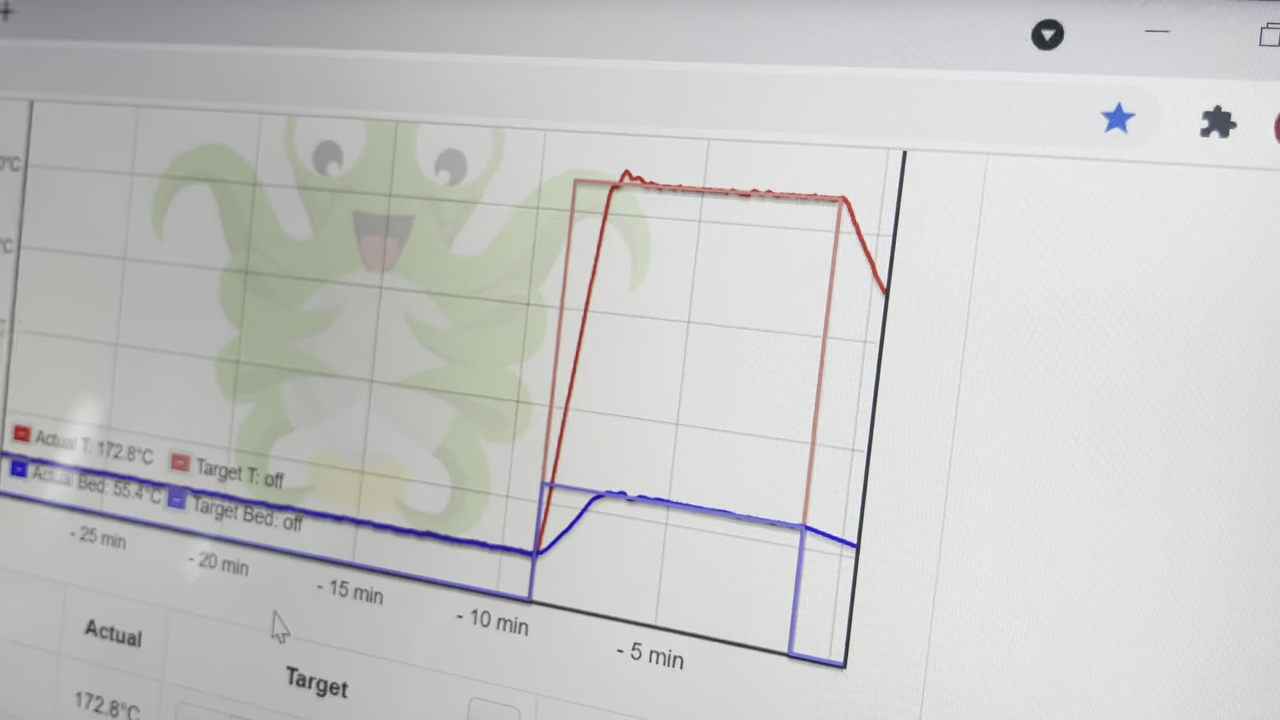 Actual T: 172.8°C Target T: off
Actual Bed: 55.4°C Target Bed: off
- 25 min - 20 min - 15 min - 10 min - 5 min
Actual Target
172.8°C